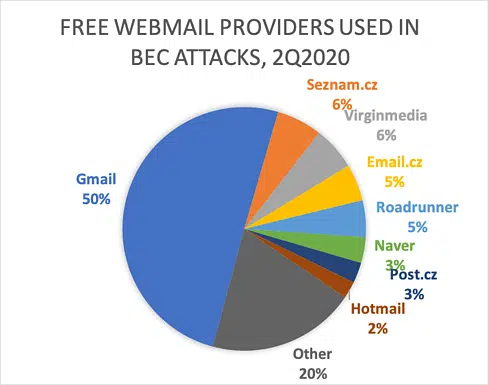 FREE WEBMAIL PROVIDERS USED IN
BEC ATTACKS, 2Q2020
Seznam.cz
6%
Virginmedia
6%
Email.cz
5%
Roadrunner
5%
Naver
3%
Post.cz
3%
Hotmail
2%
Other
20%
Gmail
50%